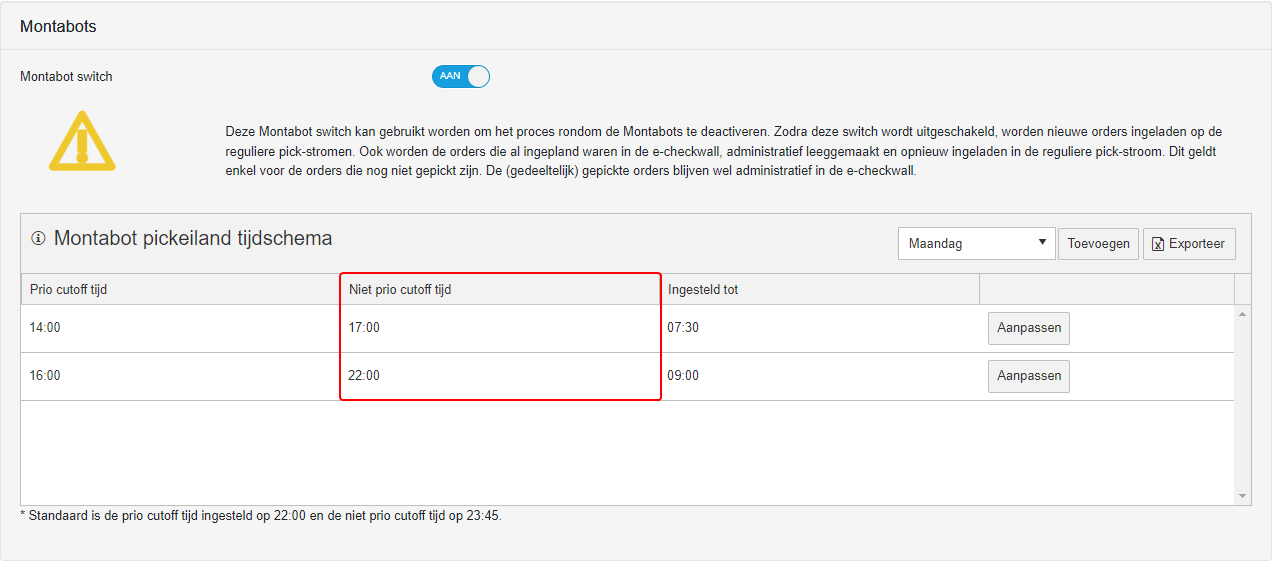 Montabots
Montabot switch
AAN
Deze Montabot switch kan gebruikt worden om het proces rondom de Montabots te deactiveren. Zodra deze switch wordt uitgeschakeld, worden nieuwe orders ingeladen op de
reguliere pick-stromen. Ook worden de orders die al ingepland waren in de e-checkwall, administratief leeggemaakt en opnieuw ingeladen in de reguliere pick-stroom. Dit geldt
enkel voor de orders die nog niet gepickt zijn. De (gedeeltelijk) gepickte orders blijven wel administratief in de e-checkwall.
Montabot pickeiland tijdschema
Maandag
Toevoegen
Exporteer
Prio cutoff tijd
Niet prio cutoff tijd
Ingesteld tot
14:00
17:00
07:30
Aanpassen
16:00
22:00
09:00
Aanpassen
* Standaard is de prio cutoff tijd ingesteld op 22:00 en de niet prio cutoff tijd op 23:45.